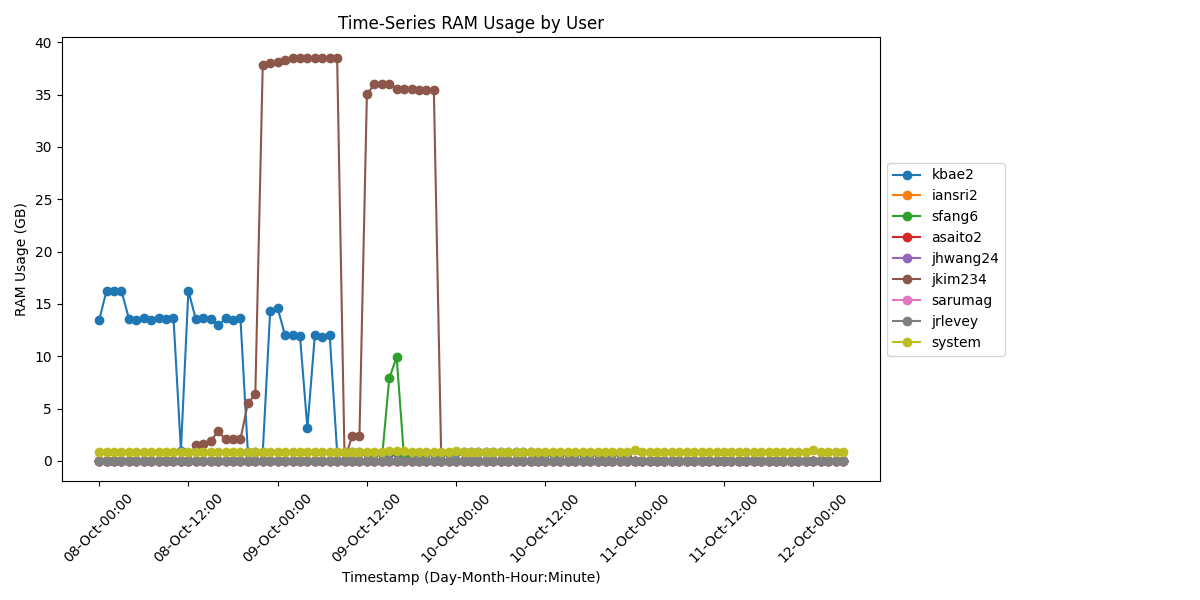 Time-Series RAM Usage by User
40
35
30
25
20
15
10
5
0
RAM Usage (GB)
08-Oct-00:00
08-Oct-12:00
09-Oct-00:00
09-Oct-12:00
10-Oct-00:00
10-Oct-12:00
11-Oct-00:00
11-Oct-12:00
12-Oct-00:00
Timestamp (Day-Month-Hour:Minute)
kbae2
iansri2
sfang6
asaito2
jhwang24
jkim234
sarumag
jrlevey
system